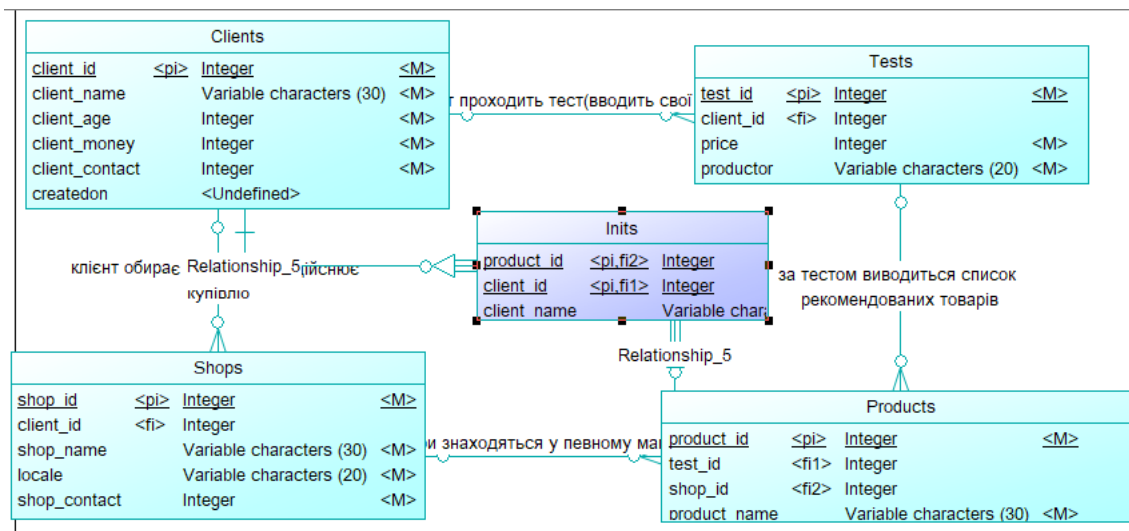 Clients
client_id <pi> Integer <M>
client_name Variable characters (30) <M>
client_age Integer <M>
client_money Integer <M>
client_contact Integer <M>
createdon <Undefined>
проходить тест(вводить свої
Tests
test_id <pi> Integer <M>
client_id <fi> Integer
price Integer <M>
productor Variable characters (20) <M>
Inits
product_id <pi,fi2> Integer
client_id <pi,fi1> Integer
client_name Variable
клієнт обирає
Relationship_5
купівлю
за тестом виводиться список
рекомендованих товарів
Relationship_5
Shops
shop_id <pi> Integer <M>
client_id <fi> Integer
shop_name Variable characters (30) <M>
locale Variable characters (20) <M>
shop_contact Integer <M>
знаходяться у певному
Products
product_id <pi> Integer <M>
test_id <fi1> Integer
shop_id <fi2> Integer
product_name Variable characters (30) <M>